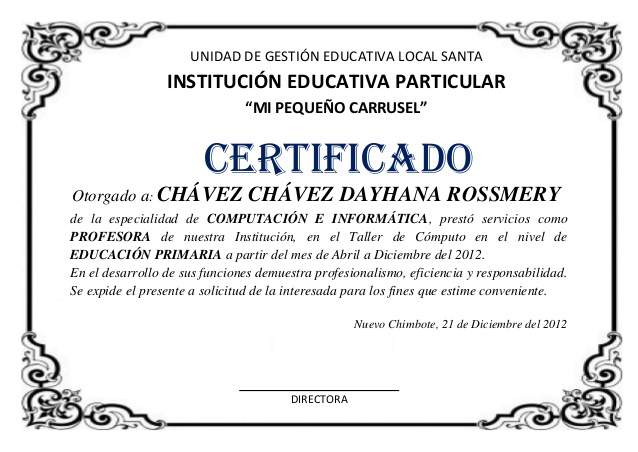 UNIDAD DE GESTIÓN EDUCATIVA LOCAL SANTA
INSTITUCIÓN EDUCATIVA PARTICULAR
“MI PEQUEÑO CARRUSEL”
CERTIFICADO
Otorgado a: CHÁVEZ CHÁVEZ DAYHANA ROSSMERY
de la especialidad de COMPUTACIÓN E INFORMÁTICA, prestó servicios como
PROFESORA de nuestra Institución, en el Taller de Cómputo en el nivel de
EDUCACIÓN PRIMARIA a partir del mes de Abril a Diciembre del 2012.
En el desarrollo de sus funciones demuestra profesionalismo, eficiencia y responsabilidad.
Se expide el presente a solicitud de la interesada para los fines que estime conveniente.
Nuevo Chimbote, 21 de Diciembre del 2012
DIRECTORA